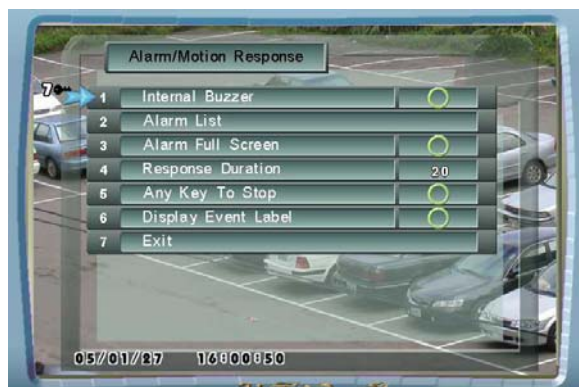 Alarm/Motion Response
7
1 Internal Buzzer
2 Alarm List
3 Alarm Full Screen
4 Response Duration 20
5 Any Key To Stop
6 Display Event Label
7 Exit
05/01/27 16:00:50